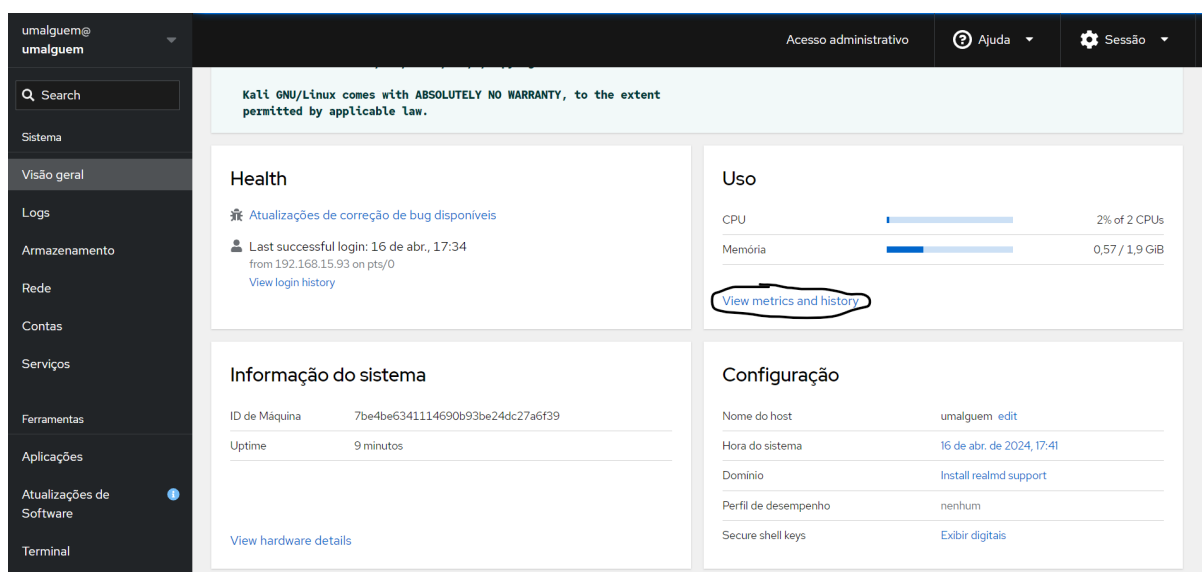 umalguem@
umalguem
Acesso administrativo
Ajuda
Sessão
Search
Sistema
Visão geral
Logs
Armazenamento
Rede
Contas
Serviços
Ferramentas
Aplicações
Atualizações de
Software
Terminal
Kali GNU/Linux comes with ABSOLUTELY NO WARRANTY, to the extent
permitted by applicable law.
Health
Atualizações de correção de bug disponíveis
Last successful login: 16 de abr., 17:34
from 192.168.15.93 on pts/0
View login history
Uso
CPU 2% of 2 CPUs
Memória 0,57 / 1,9 GiB
View metrics and history
Informação do sistema
ID de Máquina 7be4be6341114690b93be24dc27a6f39
Uptime 9 minutos
View hardware details
Configuração
Nome do host umalguem edit
Hora do sistema 16 de abr. de 2024, 17:41
Domínio Install realmd support
Perfil de desempenho nenhum
Secure shell keys Exibir digitais